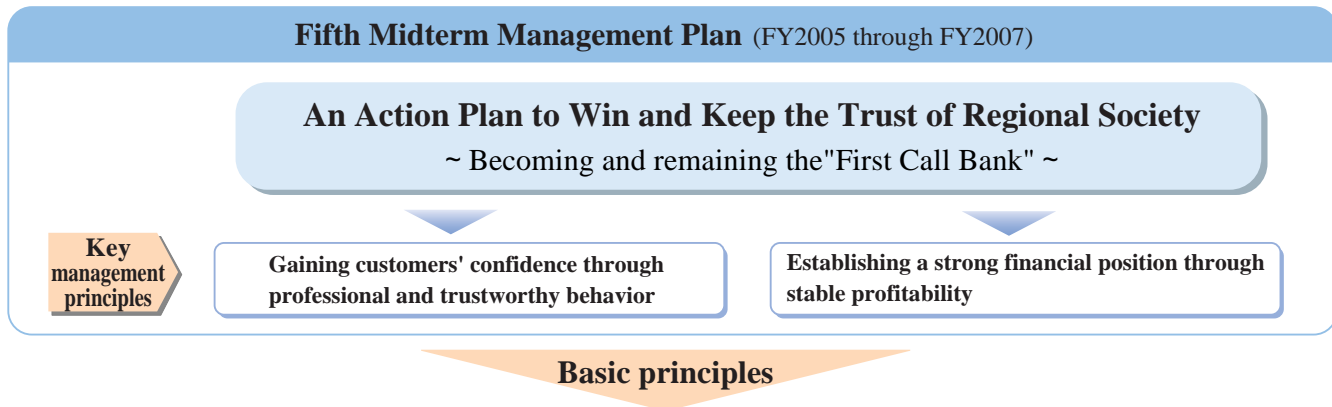 Fifth Midterm Management Plan (FY2005 through FY2007)
An Action Plan to Win and Keep the Trust of Regional Society
~ Becoming and remaining the"First Call Bank" ~
Key
management
principles
Gaining customers' confidence through
professional and trustworthy behavior
Establishing a strong financial position through
stable profitability
Basic principles